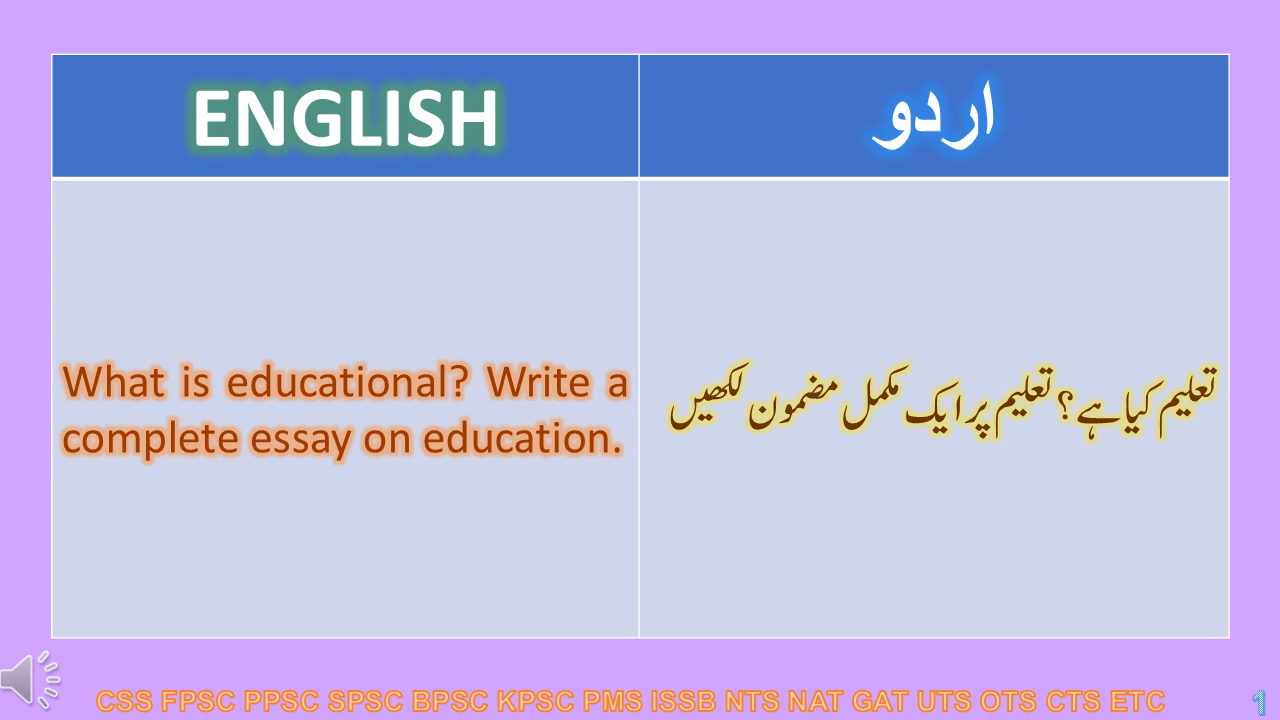 ENGLISH
اردو
What is educational? Write a
complete essay on education.
تعلیم کیا ہے؟ تعلیم پر ایک مکمل مضمون لکھیں
CSS FPSC PPSC SPSC BPSC KPSC PMS ISSB NTS NAT GAT UTS OTS CTS ETC
1